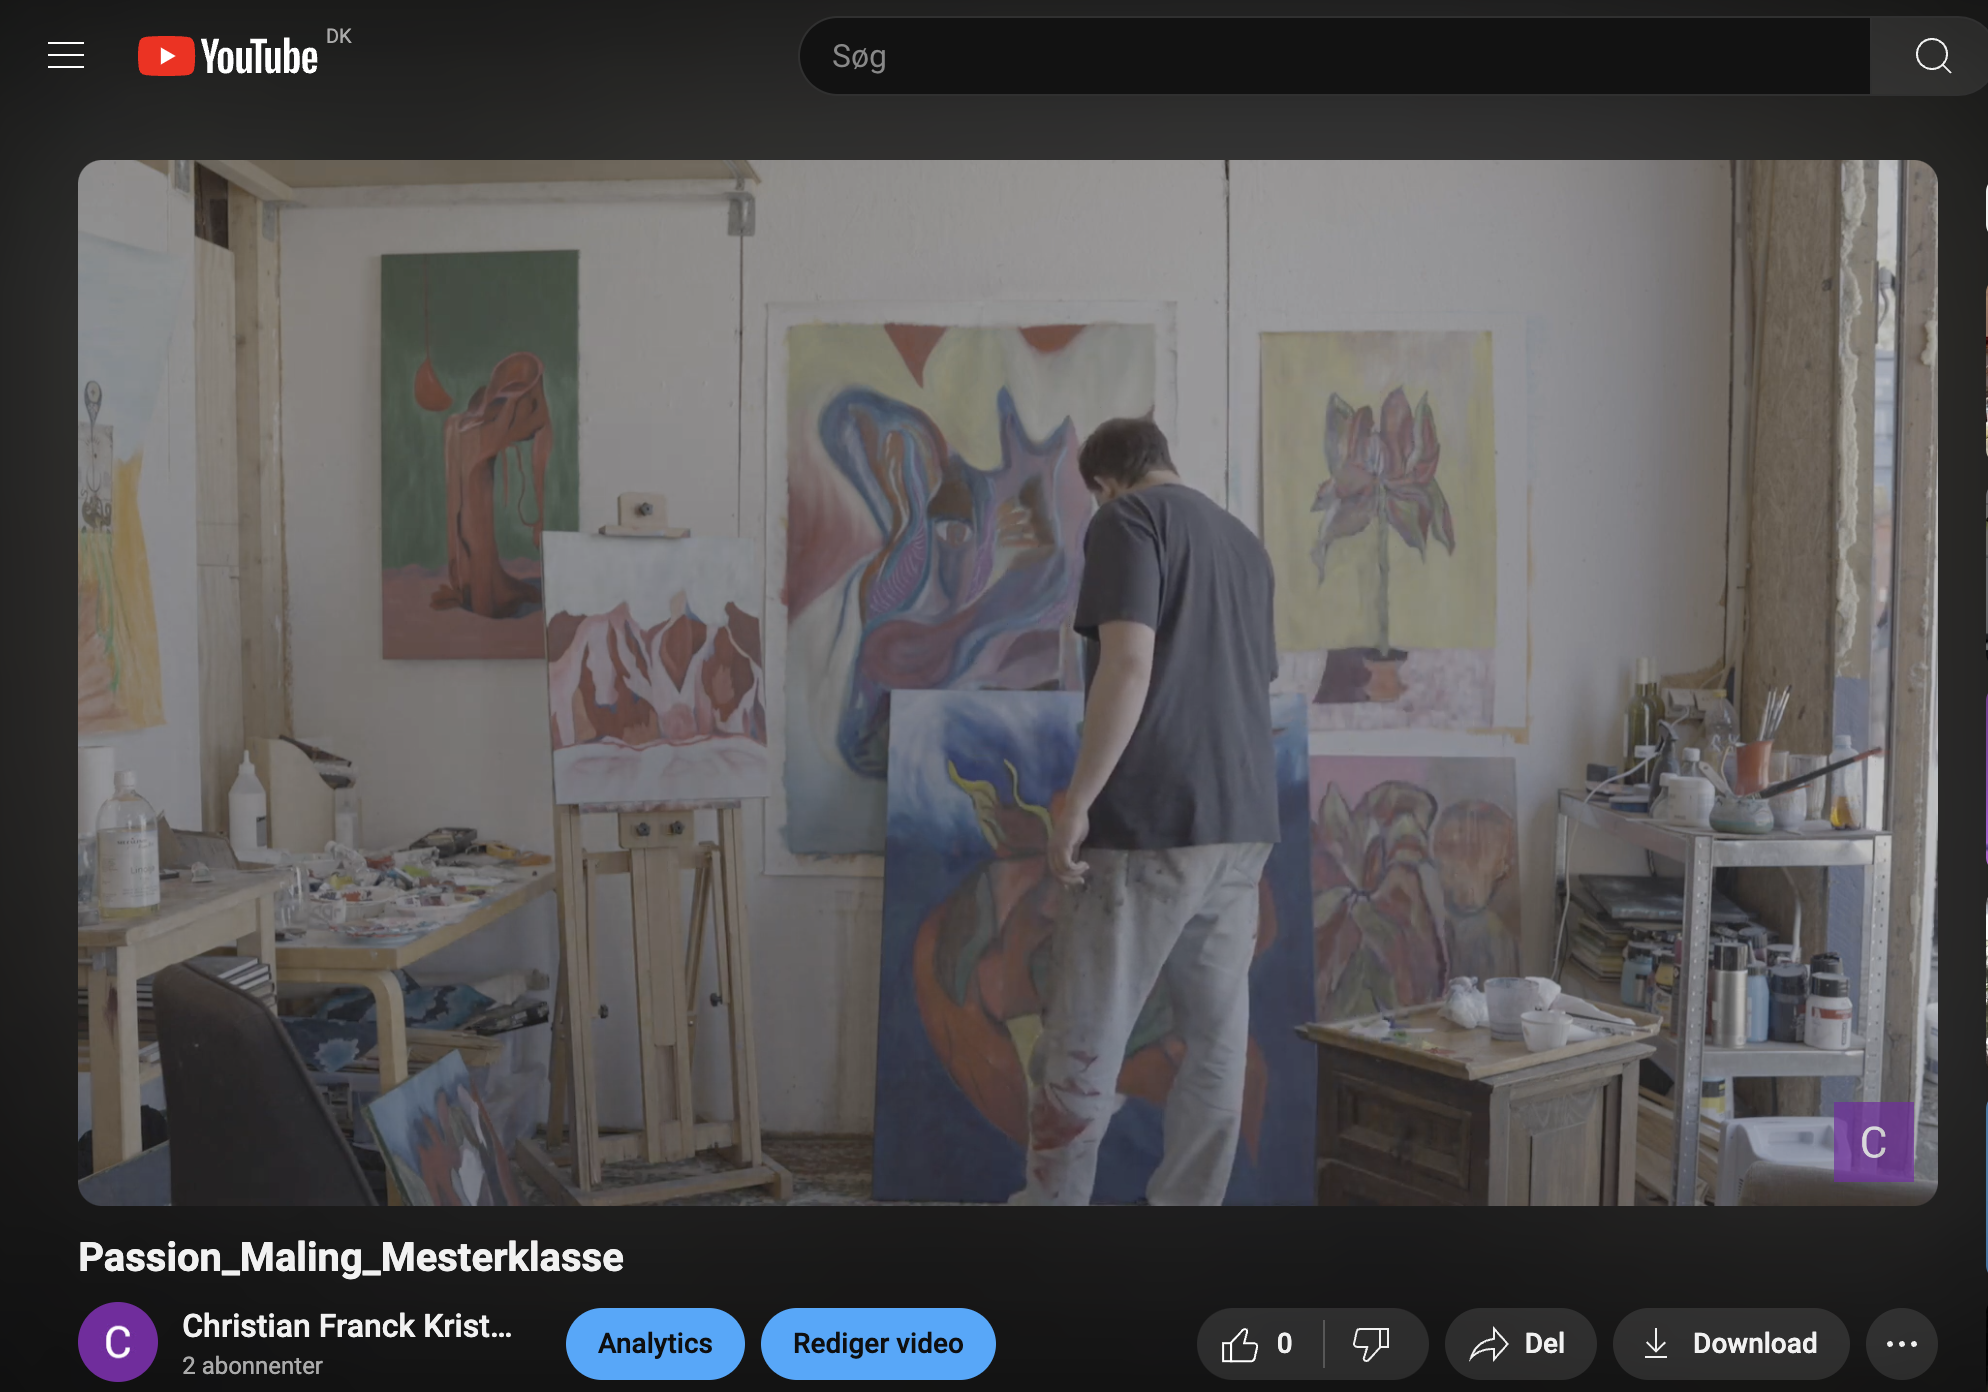 YouTube DK
Søg
C
Passion_Maling_Mesterklasse
C
Christian Franck Krist...
2 abonnenter
Analytics
Rediger video
0
Del
Download